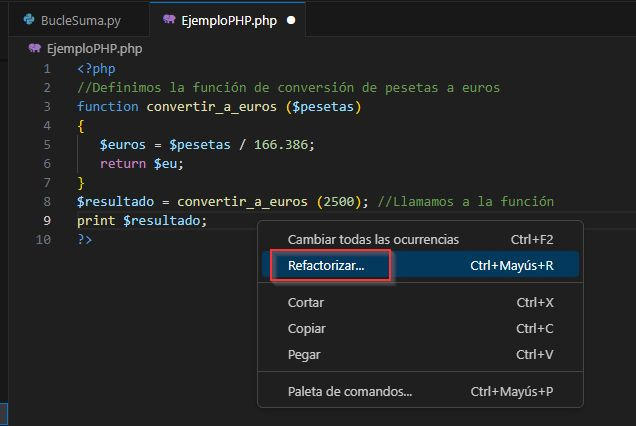 BucleSuma.py
EjemploPHP.php
EjemploPHP.php
1 <?php
2 //Definimos la función de conversión de pesetas a euros
3 function convertir_a_euros ($pesetas)
4 {
5 $euros = $pesetas / 166.386;
6 return $eu;
7 }
8 $resultado = convertir_a_euros (2500); //Llamamos a la función
9 print $resultado;
10 ?>
Cambiar todas las ocurrencias Ctrl+F2
Refactorizar... Ctrl+Mayús+R
Cortar Ctrl+X
Copiar Ctrl+C
Pegar Ctrl+V
Paleta de comandos... Ctrl+Mayús+P